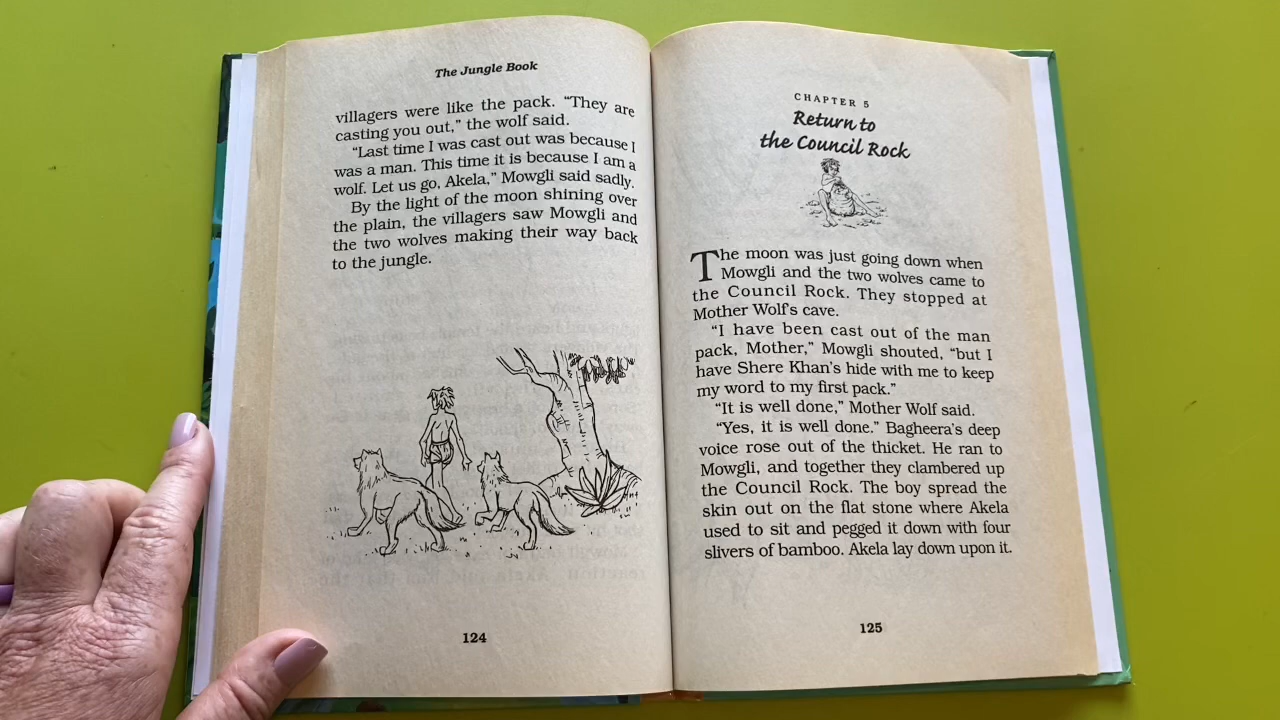 The Jungle Book
villagers were like the pack. “They are
casting you out,” the wolf said.
“Last time I was cast out was because I
was a man. This time it is because I am a
wolf. Let us go, Akela,” Mowgli said sadly.
By the light of the moon shining over
the plain, the villagers saw Mowgli and
the two wolves making their way back
to the jungle.
124
CHAPTER 5
Return to
the Council Rock
The moon was just going down when
Mowgli and the two wolves came to
the Council Rock. They stopped at
Mother Wolf’s cave.
“I have been cast out of the man
pack, Mother,” Mowgli shouted, “but I
have Shere Khan’s hide with me to keep
my word to my first pack.”
“It is well done,” Mother Wolf said.
“Yes, it is well done.” Bagheera’s deep
voice rose out of the thicket. He ran to
Mowgli, and together they clambered up
the Council Rock. The boy spread the
skin out on the flat stone where Akela
used to sit and pegged it down with four
slivers of bamboo. Akela lay down upon it.
125